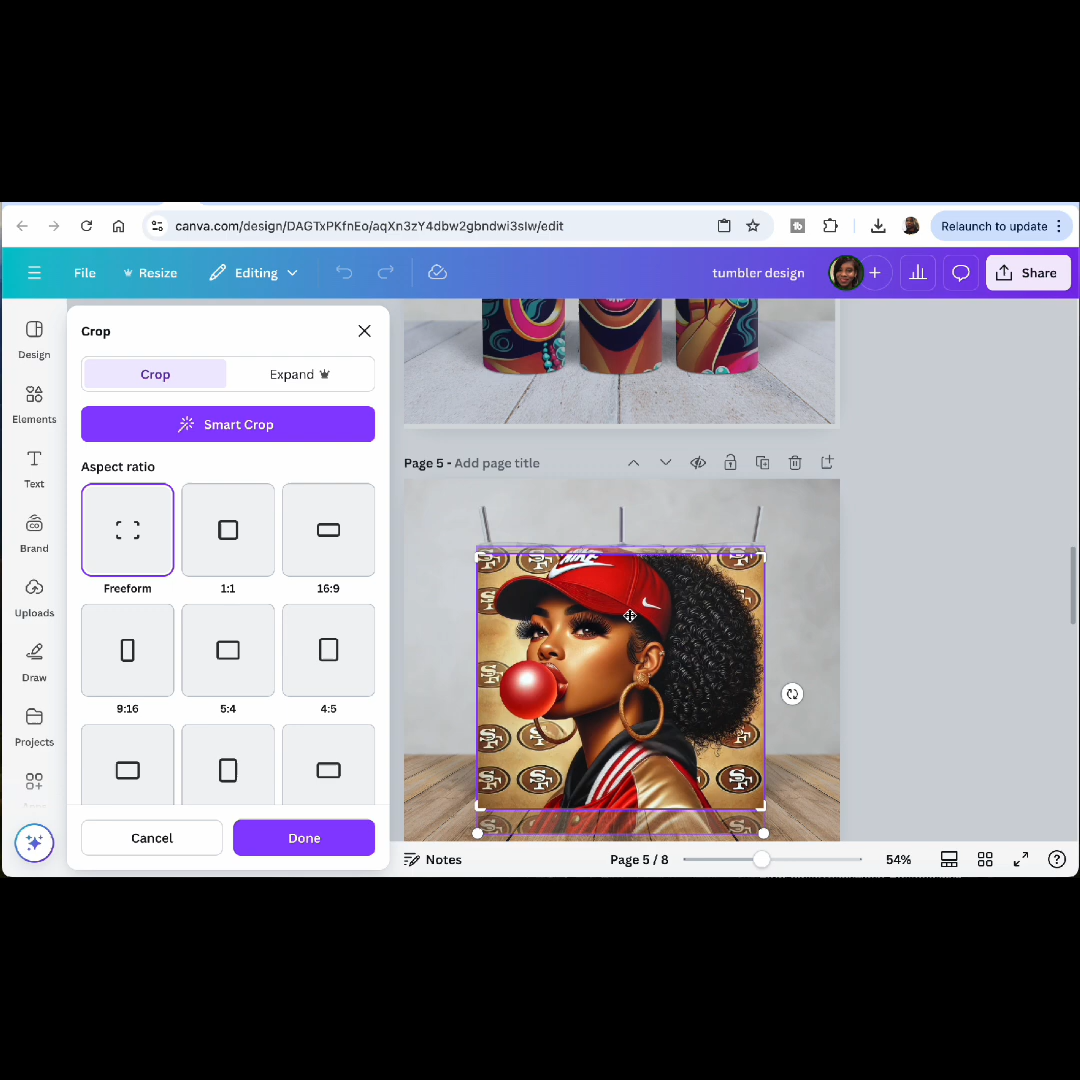 canva.com/design/DAGTxPKfnEo/aqXn3zY4dbw2gbndwi3sIw/edit
Relaunch to update
File
Resize
Editing
tumbler design
Share
Design
Elements
Text
Brand
Uploads
Draw
Projects
Crop
Crop
Expand
Smart Crop
Aspect ratio
Freeform
1:1
16:9
9:16
5:4
4:5
Cancel
Done
Page 5 - Add page title
NIKE
SF
Notes
Page 5 / 8
54%